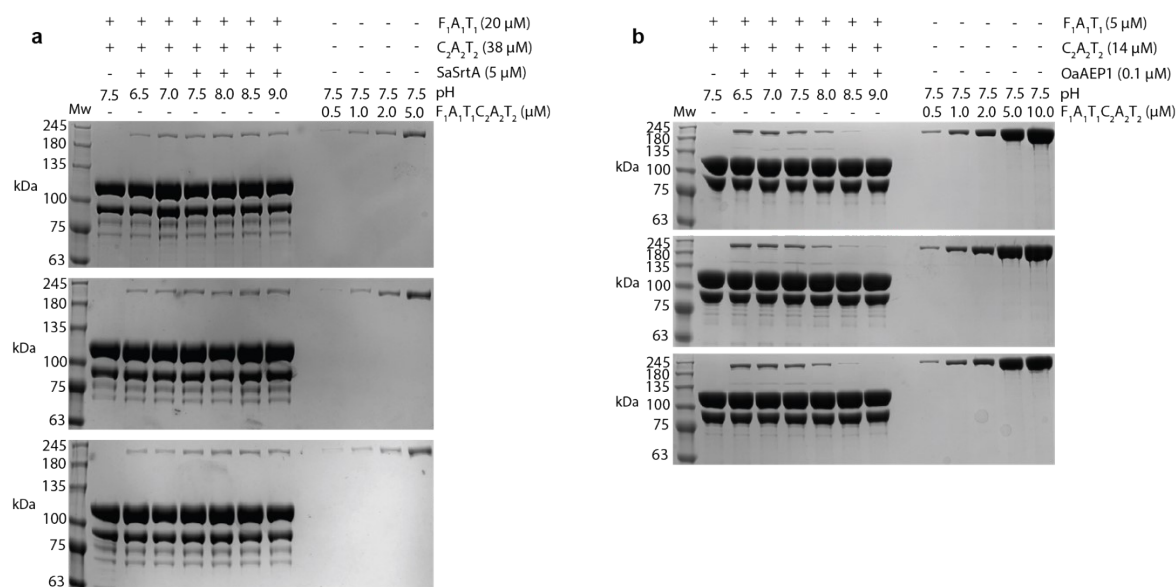 a
+ + + + + + + - - - - F₁A₁T₁ (20 µM)
+ + + + + + + - - - - C₂A₂T₂ (38 µM)
- + + + + + + - - - - SaSrtA (5 µM)
7.5 6.5 7.0 7.5 8.0 8.5 9.0 7.5 7.5 7.5 7.5 pH
Mw - - - - - - - 0.5 1.0 2.0 5.0 F₁A₁T₁C₂A₂T₂ (µM)
245
180
135
kDa
100
75
63
245
180
135
kDa
100
75
63
245
180
135
kDa
100
75
63
b
+ + + + + + + - - - - - F₁A₁T₁ (5 µM)
+ + + + + + + - - - - - C₂A₂T₂ (14 µM)
- + + + + + + - - - - - OaAEP1 (0.1 µM)
7.5 6.5 7.0 7.5 8.0 8.5 9.0 7.5 7.5 7.5 7.5 7.5 pH
Mw - - - - - - - 0.5 1.0 2.0 5.0 10.0 F₁A₁T₁C₂A₂T₂ (µM)
245
180
135
kDa 100
75
63
245
180
135
kDa 100
75
63
245
180
135
kDa 100
75
63